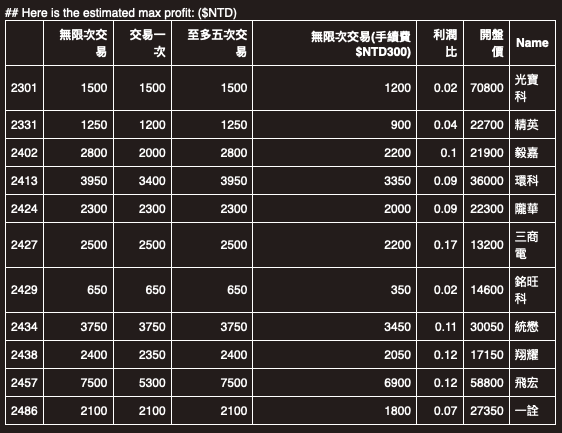 ## Here is the estimated max profit: ($NTD)
無限次交易 交易一次 至多五次交易 無限次交易(手續費$NTD300) 利潤比 開盤價 Name
2301 1500 1500 1500 1200 0.02 70800 光寶科
2331 1250 1200 1250 900 0.04 22700 精英
2402 2800 2000 2800 2200 0.1 21900 毅嘉
2413 3950 3400 3950 3350 0.09 36000 環科
2424 2300 2300 2300 2000 0.09 22300 隴華
2427 2500 2500 2500 2200 0.17 13200 三商電
2429 650 650 650 350 0.02 14600 銘旺科
2434 3750 3750 3750 3450 0.11 30050 統懋
2438 2400 2350 2400 2050 0.12 17150 翔耀
2457 7500 5300 7500 6900 0.12 58800 飛宏
2486 2100 2100 2100 1800 0.07 27350 一詮